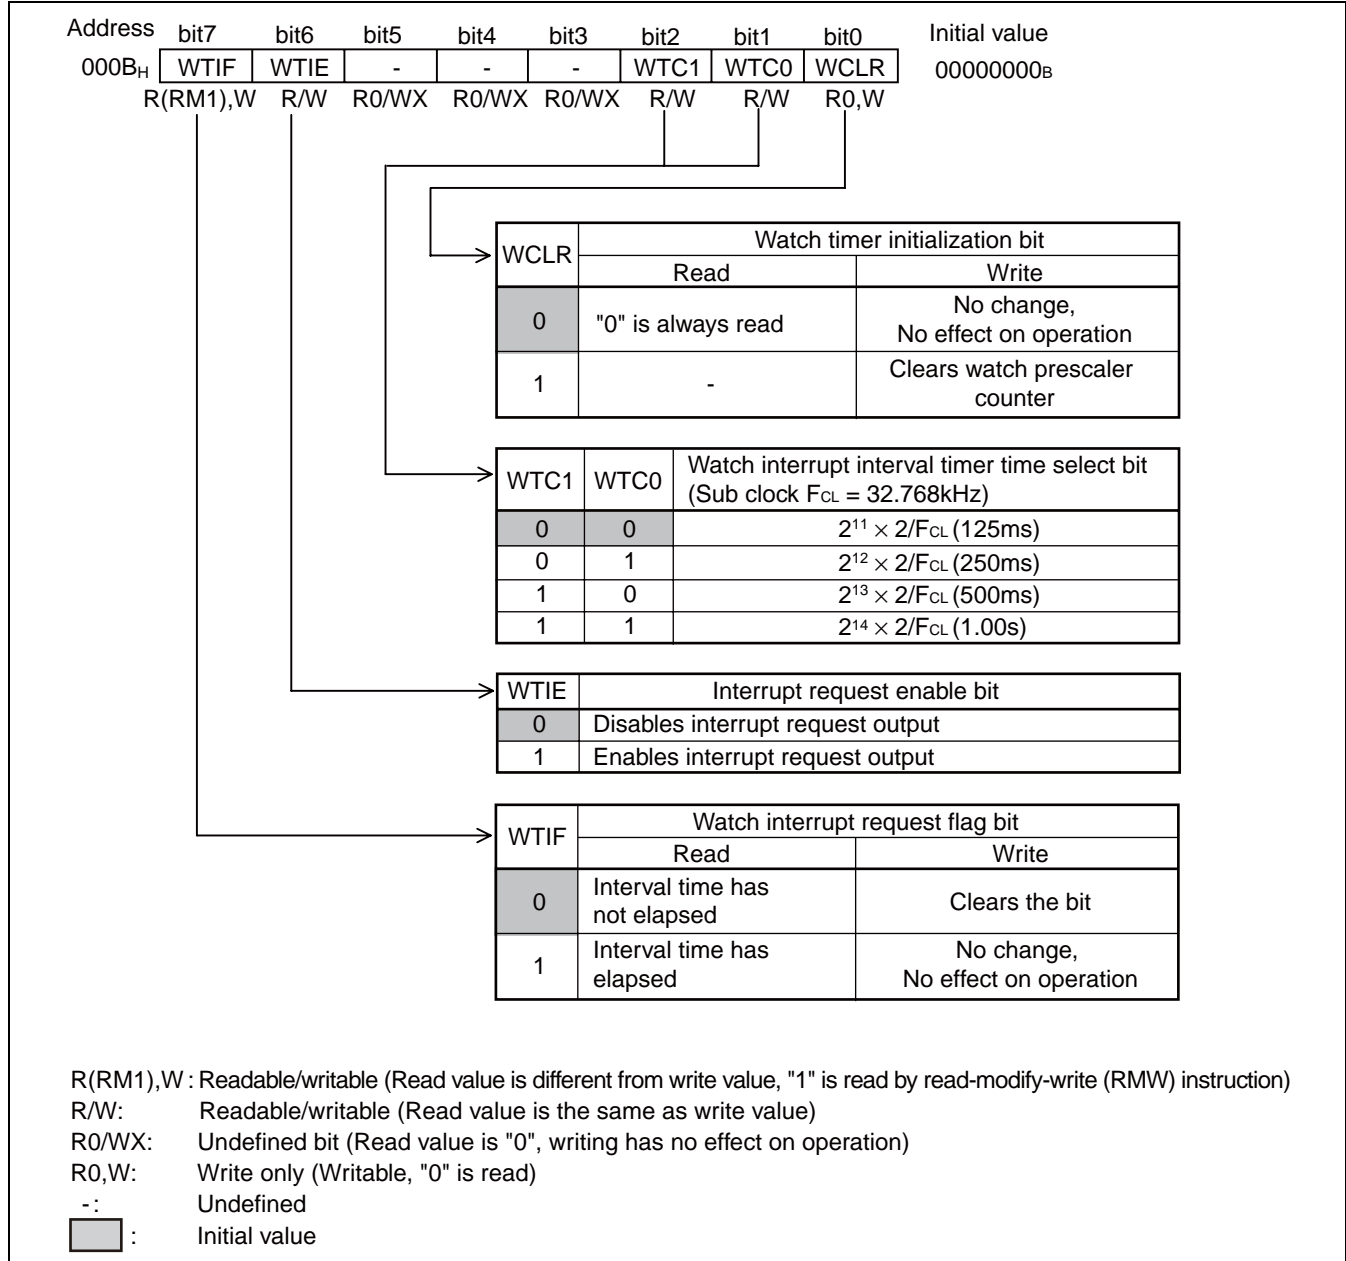 Address bit7 bit6 bit5 bit4 bit3 bit2 bit1 bit0 Initial value
000BH WTIF WTIE - - - WTC1 WTC0 WCLR 00000000B
R(RM1),W R/W R0/WX R0/WX R0/WX R/W R/W R0,W
WCLR Watch timer initialization bit
Read Write
0 "0" is always read No change,
No effect on operation
1 - Clears watch prescaler
counter
WTC1 WTC0 Watch interrupt interval timer time select bit
(Sub clock FCL = 32.768kHz)
0 0 2¹¹ × 2/FCL (125ms)
0 1 2¹² × 2/FCL (250ms)
1 0 2¹³ × 2/FCL (500ms)
1 1 2¹⁴ × 2/FCL (1.00s)
WTIE Interrupt request enable bit
0 Disables interrupt request output
1 Enables interrupt request output
WTIF Watch interrupt request flag bit
Read Write
0 Interval time has
not elapsed Clears the bit
1 Interval time has
elapsed No change,
No effect on operation
R(RM1),W : Readable/writable (Read value is different from write value, "1" is read by read-modify-write (RMW) instruction)
R/W: Readable/writable (Read value is the same as write value)
R0/WX: Undefined bit (Read value is "0", writing has no effect on operation)
R0,W: Write only (Writable, "0" is read)
- : Undefined
: Initial value